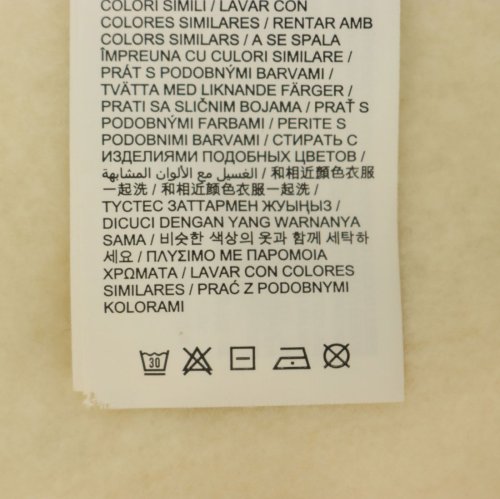 COLORI SIMILI / LAVAR CON
COLORES SIMILARES / RENTAR AMB
COLORS SIMILARS / A SE SPALA
ÎMPREUNA CU CULORI SIMILARE /
PRÁT S PODOBNÝMI BARVAMI /
TVÄTTA MED LIKNANDE FÄRGER /
PRATI SA SLIČNIM BOJAMA / PRAŤ S
PODOBNÝMI FARBAMI / PERITE S
PODOBNIMI BARVAMI / СТИРАТЬ С
ИЗДЕЛИЯМИ ПОДОБНЫХ ЦВЕТОВ /
الغسيل مع الألوان المشابهة / 和相近顏色衣服
一起洗 / 和相近顏色衣服一起洗 /
ТҮСТЕС ЗАТТАРМЕН ЖУЫҢЫЗ /
DICUCI DENGAN YANG WARNANYA
SAMA / 비슷한 색상의 옷과 함께 세탁하
세요 / ΠΛΥΣΙΜΟ ΜΕ ΠΑΡΟΜΟΙΑ
ΧΡΩΜΑΤΑ / LAVAR CON COLORES
SIMILARES / PRAĆ Z PODOBNYMI
KOLORAMI
30